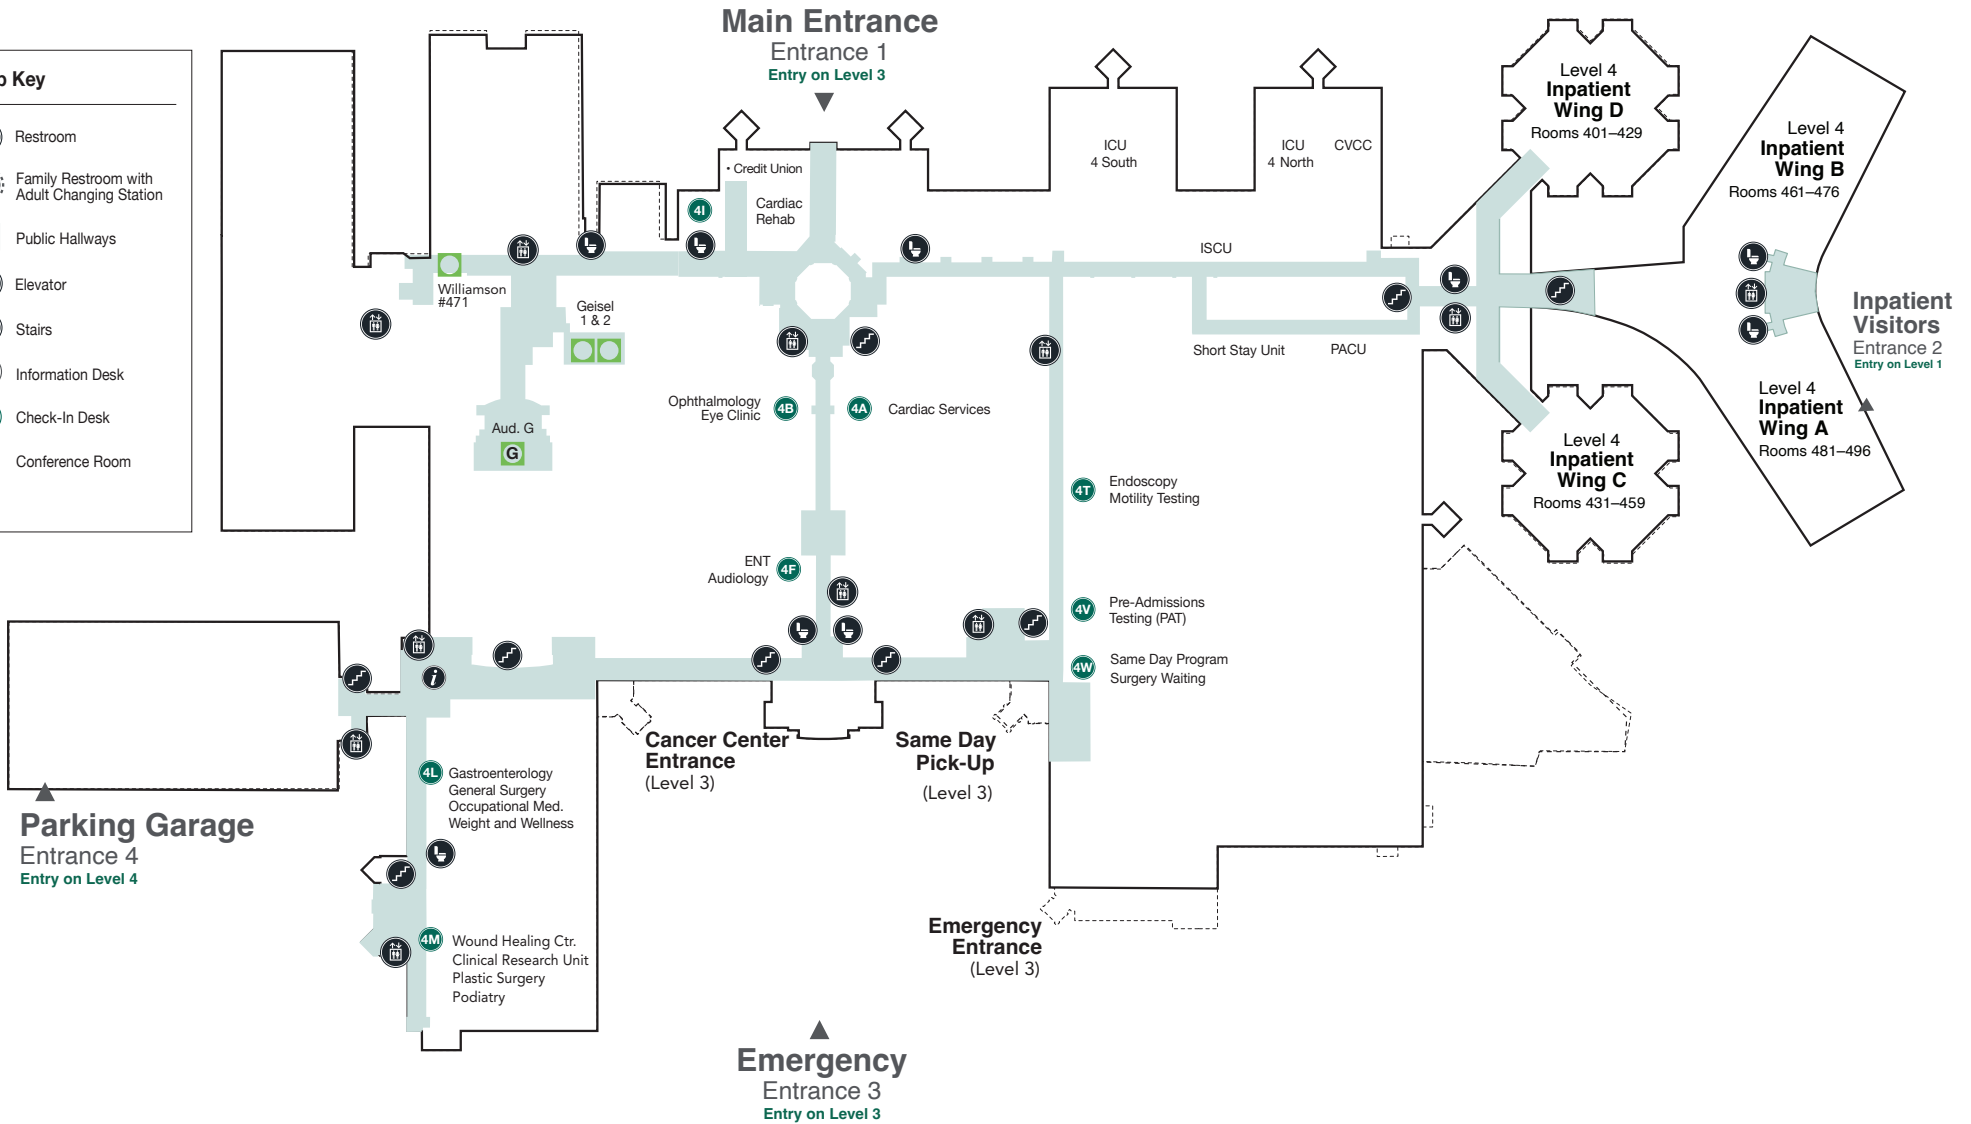 Main Entrance
Entrance 1
Entry on Level 3
Key
Restroom
Family Restroom with
Adult Changing Station
Public Hallways
Elevator
Stairs
Information Desk
Check-In Desk
Conference Room
• Credit Union
Cardiac
Rehab
4I
Williamson
#471
Geisel
1 & 2
Aud. G
G
Ophthalmology
Eye Clinic
4B
4A
Cardiac Services
ENT
Audiology
4F
ICU
4 South
ICU
4 North
CVCC
ISCU
Short Stay Unit
PACU
4T
Endoscopy
Motility Testing
4V
Pre-Admissions
Testing (PAT)
4W
Same Day Program
Surgery Waiting
Level 4
Inpatient
Wing D
Rooms 401–429
Level 4
Inpatient
Wing B
Rooms 461–476
Inpatient
Visitors
Entrance 2
Entry on Level 1
Level 4
Inpatient
Wing A
Rooms 481–496
Level 4
Inpatient
Wing C
Rooms 431–459
i
Cancer Center
Entrance
(Level 3)
Same Day
Pick-Up
(Level 3)
4L
Gastroenterology
General Surgery
Occupational Med.
Weight and Wellness
Parking Garage
Entrance 4
Entry on Level 4
4M
Wound Healing Ctr.
Clinical Research Unit
Plastic Surgery
Podiatry
Emergency
Entrance
(Level 3)
Emergency
Entrance 3
Entry on Level 3